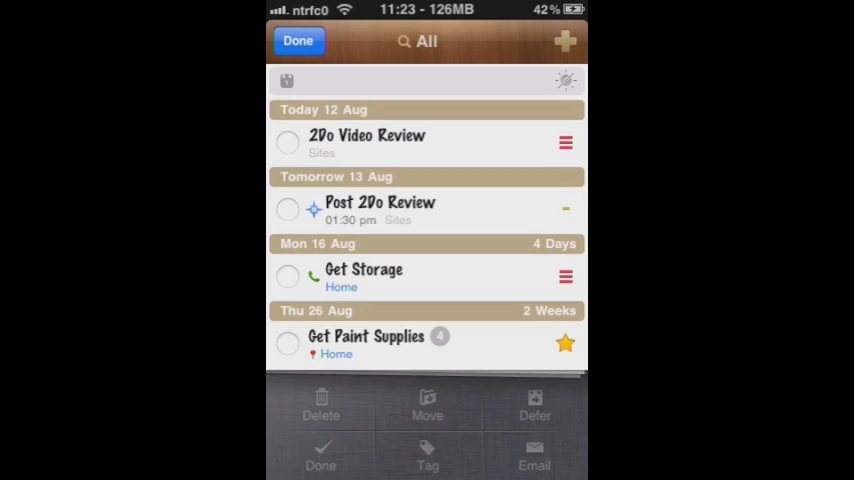 ntrfc0 11:23 - 126MB 42%
Done All
Today 12 Aug
2Do Video Review
Sites
Tomorrow 13 Aug
Post 2Do Review
01:30 pm Sites
Mon 16 Aug 4 Days
Get Storage
Home
Thu 26 Aug 2 Weeks
Get Paint Supplies 4
Home
Delete Move Defer
Done Tag Email